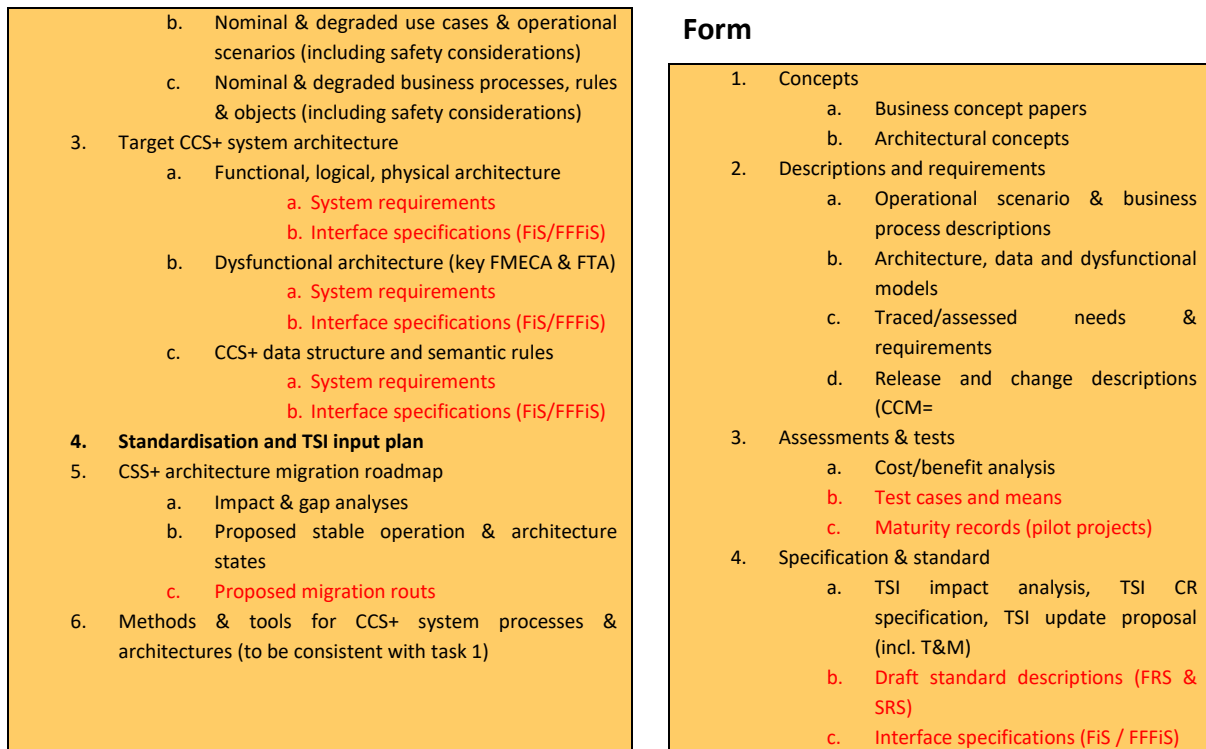 b. Nominal & degraded use cases & operational
scenarios (including safety considerations)
c. Nominal & degraded business processes, rules
& objects (including safety considerations)
3. Target CCS+ system architecture
a. Functional, logical, physical architecture
a. System requirements
b. Interface specifications (FiS/FFFiS)
b. Dysfunctional architecture (key FMECA & FTA)
a. System requirements
b. Interface specifications (FiS/FFFiS)
c. CCS+ data structure and semantic rules
a. System requirements
b. Interface specifications (FiS/FFFiS)
4. Standardisation and TSI input plan
5. CSS+ architecture migration roadmap
a. Impact & gap analyses
b. Proposed stable operation & architecture
states
c. Proposed migration routs
6. Methods & tools for CCS+ system processes &
architectures (to be consistent with task 1)
Form
1. Concepts
a. Business concept papers
b. Architectural concepts
2. Descriptions and requirements
a. Operational scenario & business
process descriptions
b. Architecture, data and dysfunctional
models
c. Traced/assessed needs &
requirements
d. Release and change descriptions
(CCM=
3. Assessments & tests
a. Cost/benefit analysis
b. Test cases and means
c. Maturity records (pilot projects)
4. Specification & standard
a. TSI impact analysis, TSI CR
specification, TSI update proposal
(incl. T&M)
b. Draft standard descriptions (FRS &
SRS)
c. Interface specifications (FiS / FFFiS)